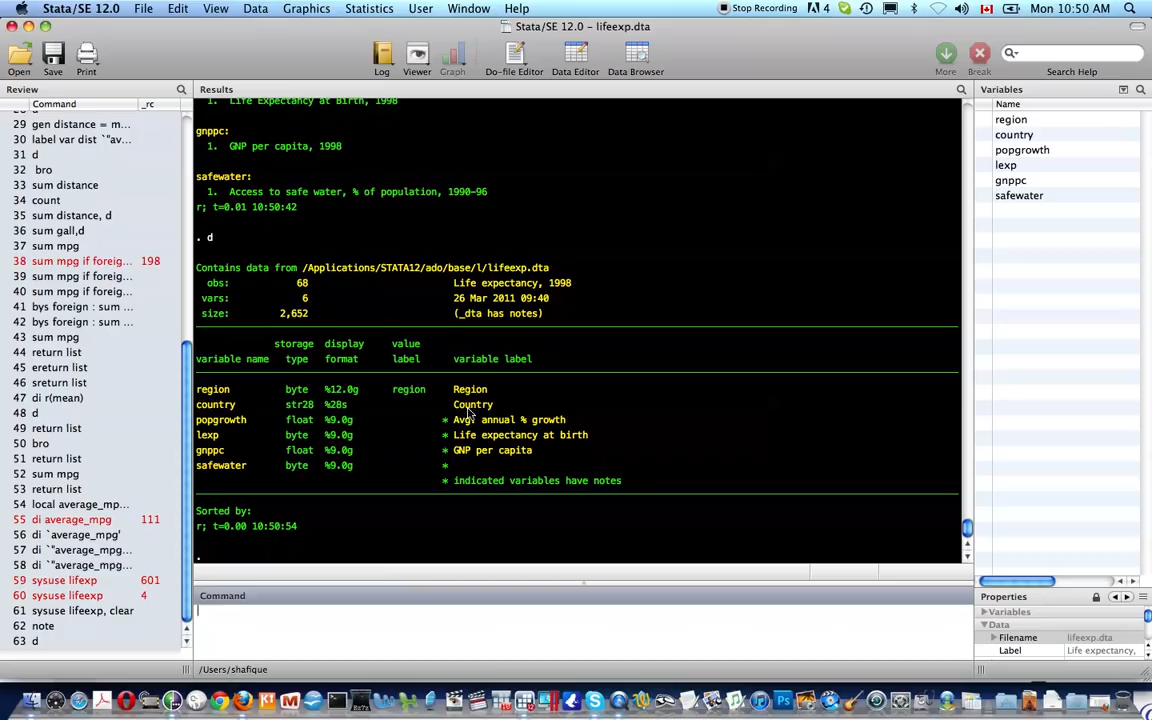 Stata/SE 12.0 File Edit View Data Graphics Statistics User Window Help Stop Recording 4 Mon 10:50 AM
Stata/SE 12.0 – lifeexp.dta
Open Save Print Log Viewer Graph Do-file Editor Data Editor Data Browser More Break Search Help
Review
Command _rc
29 gen distance = m...
30 label var dist `"av...
31 d
32 bro
33 sum distance
34 count
35 sum distance, d
36 sum gall,d
37 sum mpg
38 sum mpg if foreig... 198
39 sum mpg if foreig...
40 sum mpg if foreig...
41 bys foreign : sum ...
42 bys foreign : sum ...
43 sum mpg
44 return list
45 ereturn list
46 sreturn list
47 di r(mean)
48 d
49 return list
50 bro
51 return list
52 sum mpg
53 return list
54 local average_mp...
55 di average_mpg 111
56 di `average_mpg'
57 di `"average_mpg...
58 di `"average_mpg...
59 sysuse lifexp 601
60 sysuse lifeexp 4
61 sysuse lifeexp, clear
62 note
63 d
Results
1. Life Expectancy at Birth, 1998
gnppc:
1. GNP per capita, 1998
safewater:
1. Access to safe water, % of population, 1990-96
r; t=0.01 10:50:42
. d
Contains data from /Applications/STATA12/ado/base/l/lifeexp.dta
obs: 68 Life expectancy, 1998
vars: 6 26 Mar 2011 09:40
size: 2,652 (_dta has notes)
storage display value
variable name type format label variable label
region byte %12.0g region Region
country str28 %28s Country
popgrowth float %9.0g * Avg. annual % growth
lexp byte %9.0g * Life expectancy at birth
gnppc float %9.0g * GNP per capita
safewater byte %9.0g *
* indicated variables have notes
Sorted by:
r; t=0.00 10:50:54
.
Command
/Users/shafique
Variables
Name
region
country
popgrowth
lexp
gnppc
safewater
Properties
Variables
Data
Filename lifeexp.dta
Label Life expectancy,